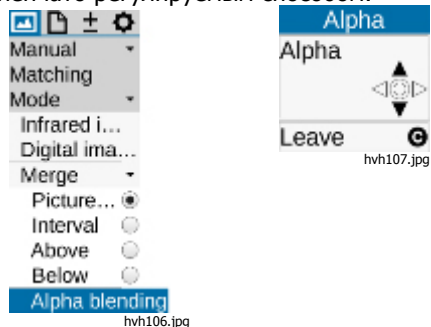 Manual
Matching
Mode
Infrared i...
Digital ima...
Merge
Picture...
Interval
Above
Below
Alpha blending
hvh106.jpg
Alpha
Alpha
Leave C
hvh107.jpg